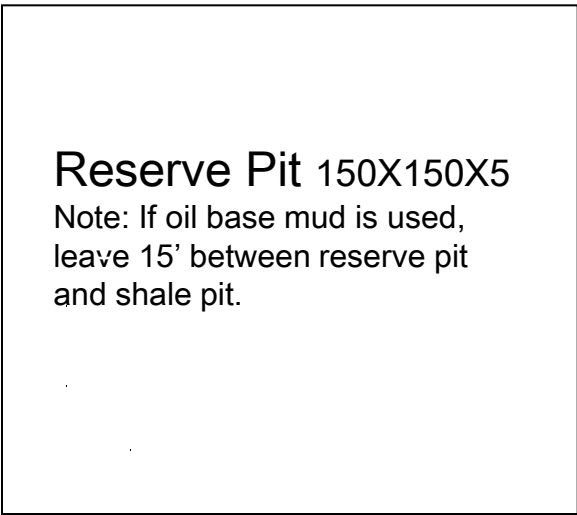 Reserve Pit 150X150X5
Note: If oil base mud is used,
leave 15’ between reserve pit
and shale pit.